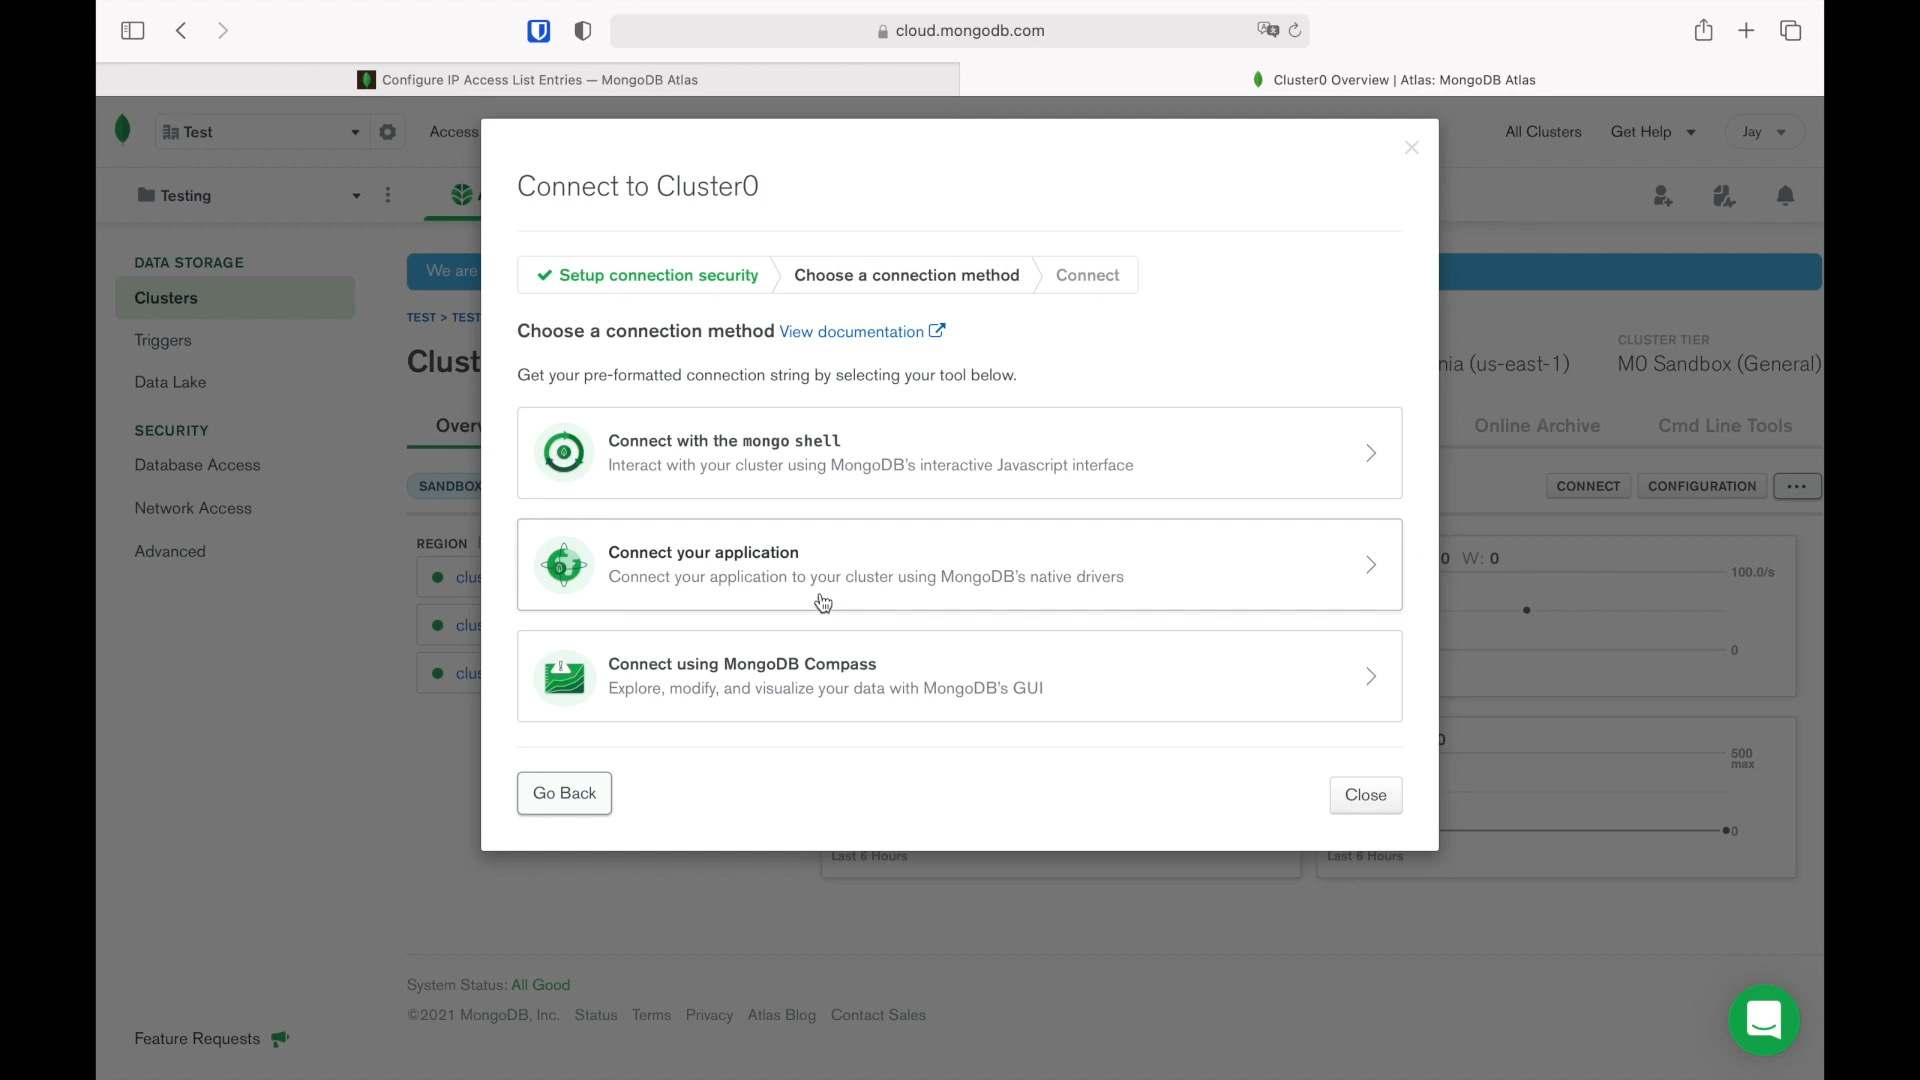 cloud.mongodb.com
Configure IP Access List Entries — MongoDB Atlas
Cluster0 Overview | Atlas: MongoDB Atlas
Test
Access
All Clusters
Get Help
Jay
Testing
Connect to Cluster0
DATA STORAGE
Clusters
Triggers
Data Lake
SECURITY
Database Access
Network Access
Advanced
We are
TEST > TEST
Clust
Setup connection security
Choose a connection method
Connect
Choose a connection method View documentation
Get your pre-formatted connection string by selecting your tool below.
nia (us-east-1)
CLUSTER TIER
M0 Sandbox (General)
Overv
Online Archive
Cmd Line Tools
SANDBOX
CONNECT
CONFIGURATION
REGION
clus
clus
clus
Connect with the mongo shell
Interact with your cluster using MongoDB's interactive Javascript interface
Connect your application
Connect your application to your cluster using MongoDB's native drivers
Connect using MongoDB Compass
Explore, modify, and visualize your data with MongoDB's GUI
0 W: 0
100.0/s
0
500
max
0
Go Back
Close
Last 6 Hours
Last 6 Hours
System Status: All Good
©2021 MongoDB, Inc. Status Terms Privacy Atlas Blog Contact Sales
Feature Requests